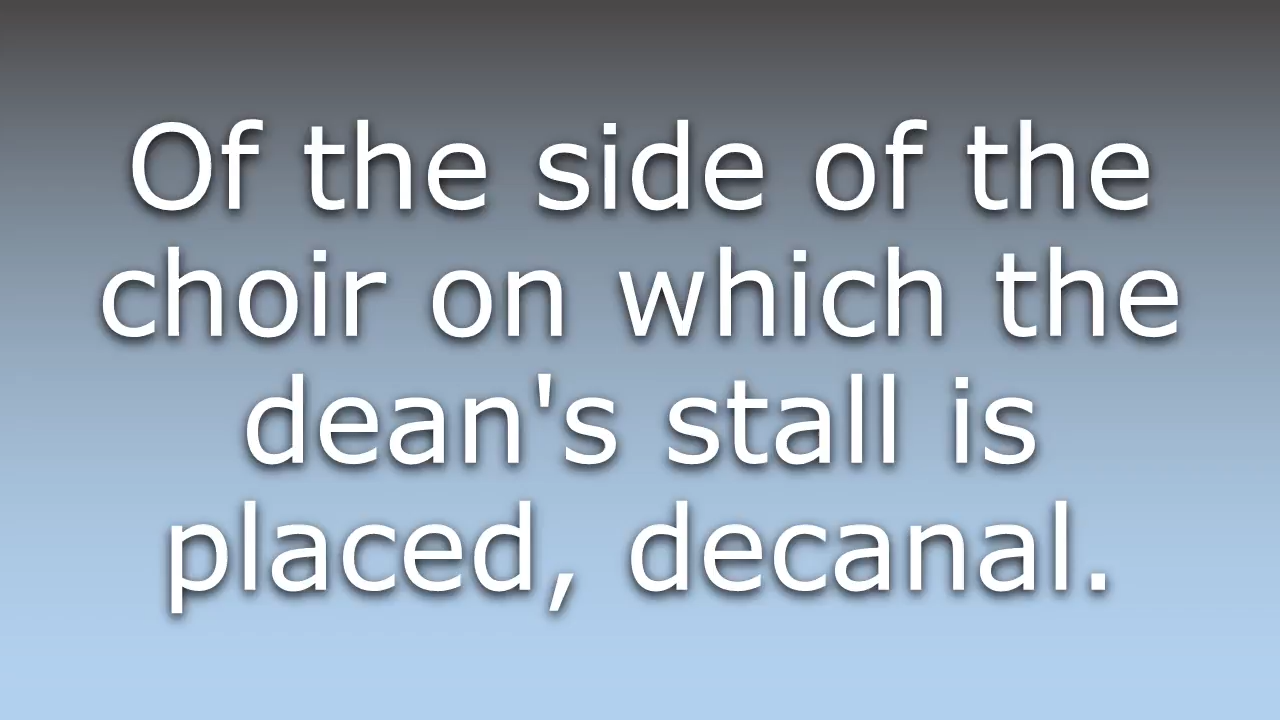 Of the side of the
choir on which the
dean's stall is
placed, decanal.